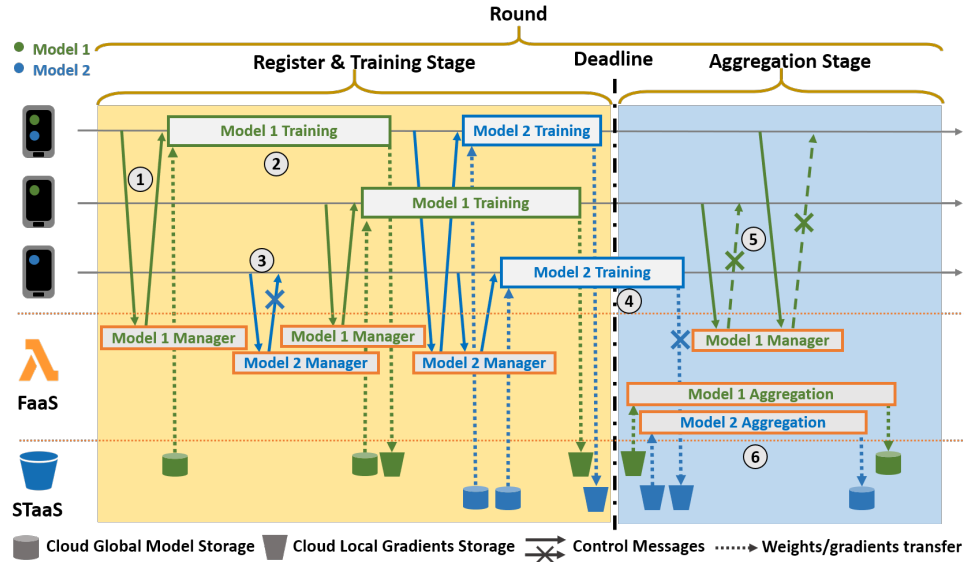 Round
Model 1
Model 2
Register & Training Stage
Deadline
Aggregation Stage
Model 1 Training
Model 2 Training
1
2
Model 1 Training
5
3
Model 2 Training
4
Model 1 Manager
Model 1 Manager
Model 1 Manager
Model 2 Manager
Model 2 Manager
FaaS
Model 1 Aggregation
Model 2 Aggregation
6
STaaS
Cloud Global Model Storage
Cloud Local Gradients Storage
Control Messages
Weights/gradients transfer